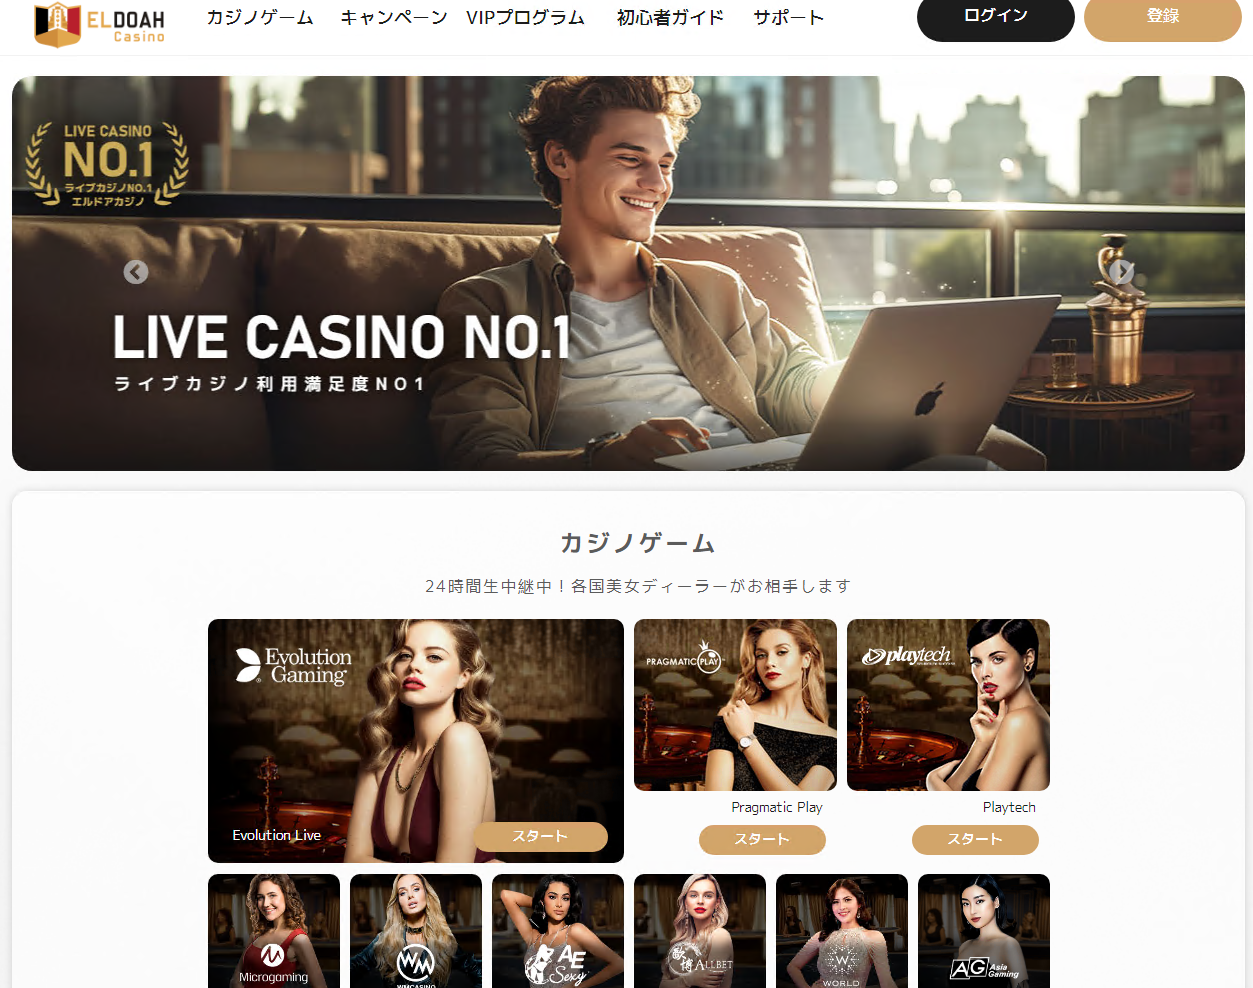 ELDOAH
Casino
カジノゲーム
キャンペーン
VIPプログラム
初心者ガイド
サポート
ログイン
登録
LIVE CASINO
NO.1
ライブカジノNO.1
エルドアカジノ
LIVE CASINO NO.1
ライブカジノ利用満足度NO1
カジノゲーム
24時間生中継中！各国美女ディーラーがお相手します
Evolution
Gaming
PRAGMATIC PLAY
playtech
Evolution Live
スタート
Pragmatic Play
スタート
Playtech
スタート
Microgaming
WM
WMCASINO
AE
Sexy
歐博 ALLBET
W
WORLD
AG Asia
Gaming